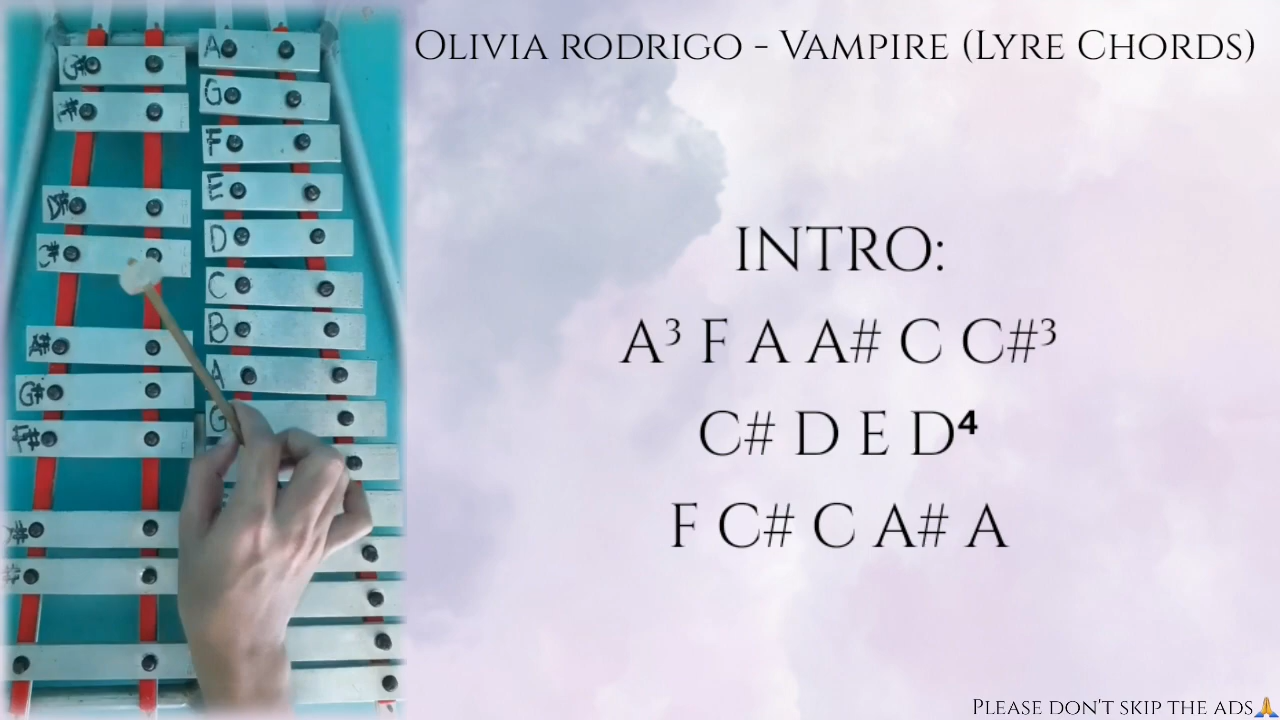 Olivia rodrigo - Vampire (Lyre Chords)
INTRO:
A³ F A A# C C#³
C# D E D⁴
F C# C A# A
Please don't skip the ads🙏
A
G
F
E
D
C
B
A
G